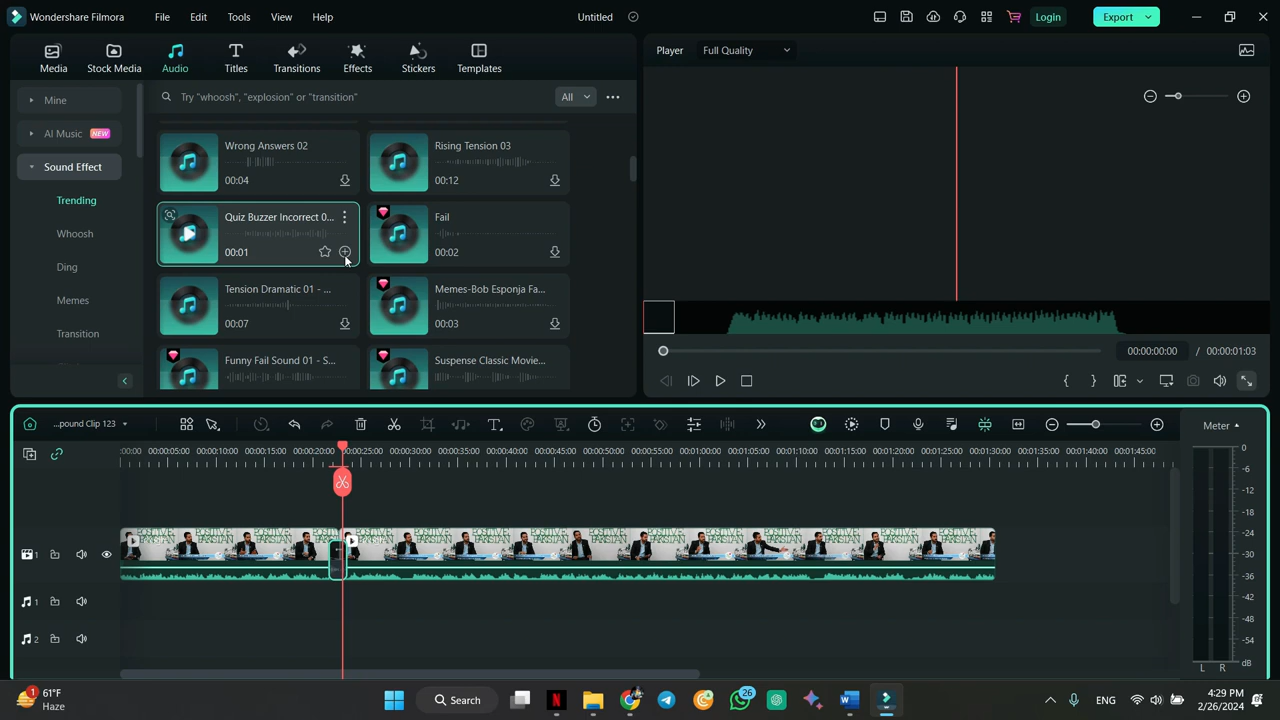 Wondershare Filmora
File
Edit
Tools
View
Help
Untitled
Login
Export
Media
Stock Media
Audio
Titles
Transitions
Effects
Stickers
Templates
Player
Full Quality
Mine
AI Music NEW
Sound Effect
Trending
Whoosh
Ding
Memes
Transition
Try "whoosh", "explosion" or "transition"
All
Wrong Answers 02
00:04
Rising Tension 03
00:12
Quiz Buzzer Incorrect 0...
00:01
Fail
00:02
Tension Dramatic 01 - ...
00:07
Memes-Bob Esponja Fa...
00:03
Funny Fail Sound 01 - S...
Suspense Classic Movie...
00:00:00:00 / 00:00:01:03
...pound Clip 123
Meter
:00:00 00:00:05:00 00:00:10:00 00:00:15:00 00:00:20:00 00:00:25:00 00:00:30:00 00:00:35:00 00:00:40:00 00:00:45:00 00:00:50:00 00:00:55:00 00:01:00:00 00:01:05:00 00:01:10:00 00:01:15:00 00:01:20:00 00:01:25:00 00:01:30:00 00:01:35:00 00:01:40:00 00:01:45:00
1
1
2
0
-6
-12
-18
-24
-30
-36
-42
-48
-54
dB
L R
61°F
Haze
1
Search
26
ENG
4:29 PM
2/26/2024